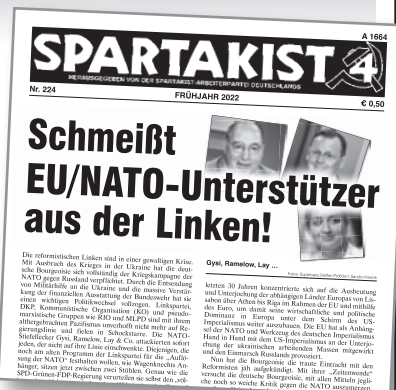 A 1664
SPARTAKIST 4
HERAUSGEGEBEN VON DER SPARTAKIST-ARBEITERPARTEI DEUTSCHLANDS
Nr. 224
FRÜHJAHR 2022
€ 0,50
Schmeißt
EU/NATO-Unterstützer
aus der Linken!
Gysi, Ramelow, Lay …
Die reformistischen Linken sind in einer gewaltigen Krise.
Mit Ausbruch des Krieges in der Ukraine hat die deut-
sche Bourgeoisie sich vollständig der Kriegskampagne der
NATO gegen Russland verpflichtet. Durch die Entsendung
von Militärhilfe an die Ukraine und die massive Verstär-
kung der finanziellen Ausstattung der Bundeswehr hat sie
einen wichtigen Politikwechsel vollzogen. Linkspartei,
DKP, Kommunistische Organisation (KO) und pseudo-
marxistische Gruppen wie RIO und MLPD sind mit ihrem
althergebrachten Pazifismus unverhofft nicht mehr auf Re-
gierungslinie und fielen in Schockstarre. Die NATO-
Stiefellecker Gysi, Ramelow, Lay & Co. attackierten sofort
jeden, der nicht auf ihre Linie einschwenkte. Diejenigen, die
noch am alten Programm der Linkspartei für die „Auflö-
sung der NATO“ festhalten wollen, wie Wagenknechts An-
hänger, sitzen jetzt zwischen zwei Stühlen. Genau wie die
SPD-Grünen-FDP-Regierung verurteilen sie selbst den „völ-
letzten 30 Jahren konzentrierte sich auf die Ausbeutung
und Unterjochung der abhängigen Länder Europas von Lis-
sabon über Athen bis Riga im Rahmen der EU und mithilfe
des Euro, um damit seine wirtschaftliche und politische
Dominanz in Europa unter dem Schirm des US-
Imperialismus weiter auszubauen. Die EU hat als Anhäng-
sel der NATO und Werkzeug des deutschen Imperialismus
Hand in Hand mit dem US-Imperialismus an der Unterjo-
chung der ukrainischen arbeitenden Massen mitgewirkt
und den Einmarsch Russlands provoziert.
Nun hat die Bourgeoisie die traute Eintracht mit den
Reformisten jäh aufgekündigt. Mit ihrer „Zeitenwende“
versucht die deutsche Bourgeoisie, mit allen Mitteln jegli-
che noch so weiche Kritik gegen die NATO auszumerzen.